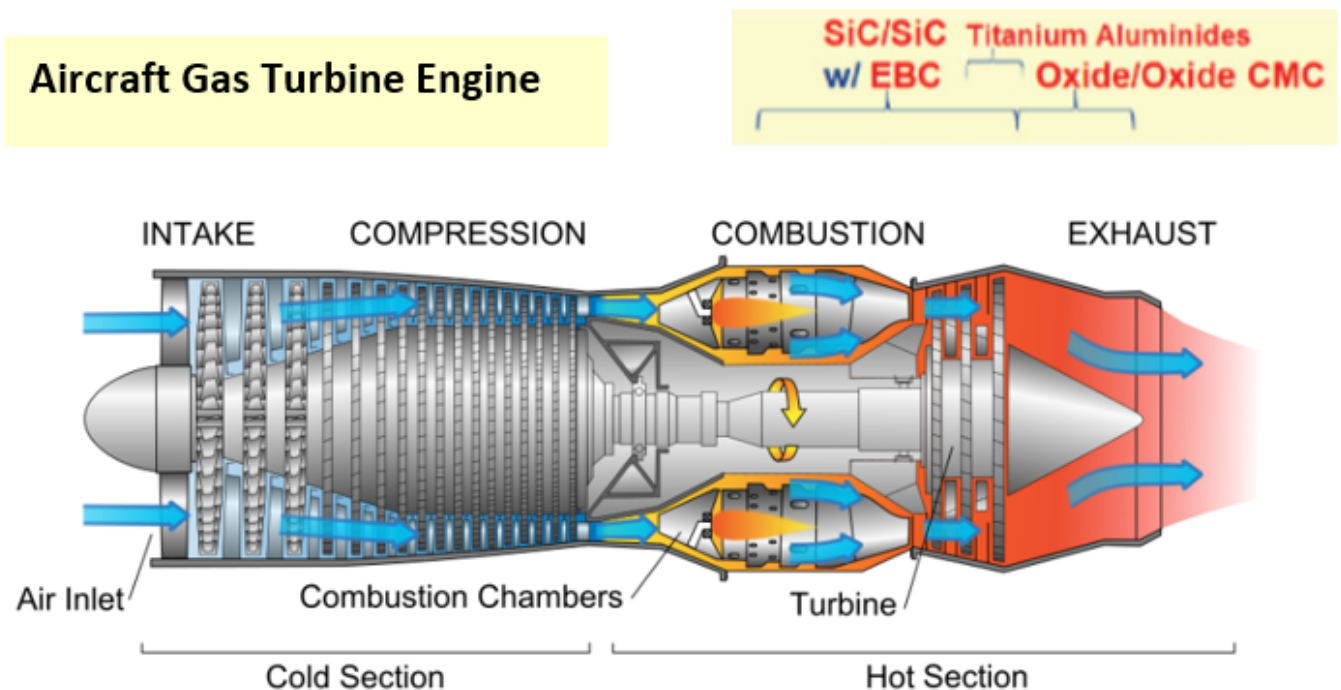 Aircraft Gas Turbine Engine
SiC/SiC Titanium Aluminides
w/ EBC Oxide/Oxide CMC
INTAKE COMPRESSION COMBUSTION EXHAUST
Air Inlet Combustion Chambers Turbine
Cold Section Hot Section